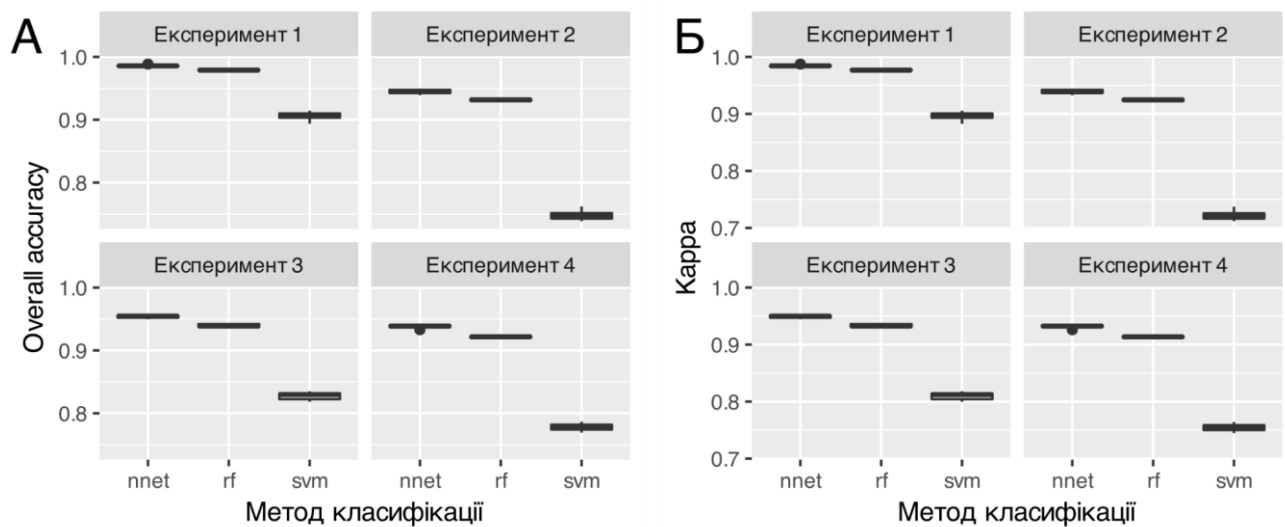 А
Експеримент 1
Експеримент 2
1.0
0.9
0.8
Експеримент 3
Експеримент 4
1.0
0.9
0.8
Overall accuracy
nnet
rf
svm
nnet
rf
svm
Метод класифікації
Б
Експеримент 1
Експеримент 2
1.0
0.9
0.8
0.7
Експеримент 3
Експеримент 4
1.0
0.9
0.8
0.7
Kappa
nnet
rf
svm
nnet
rf
svm
Метод класифікації